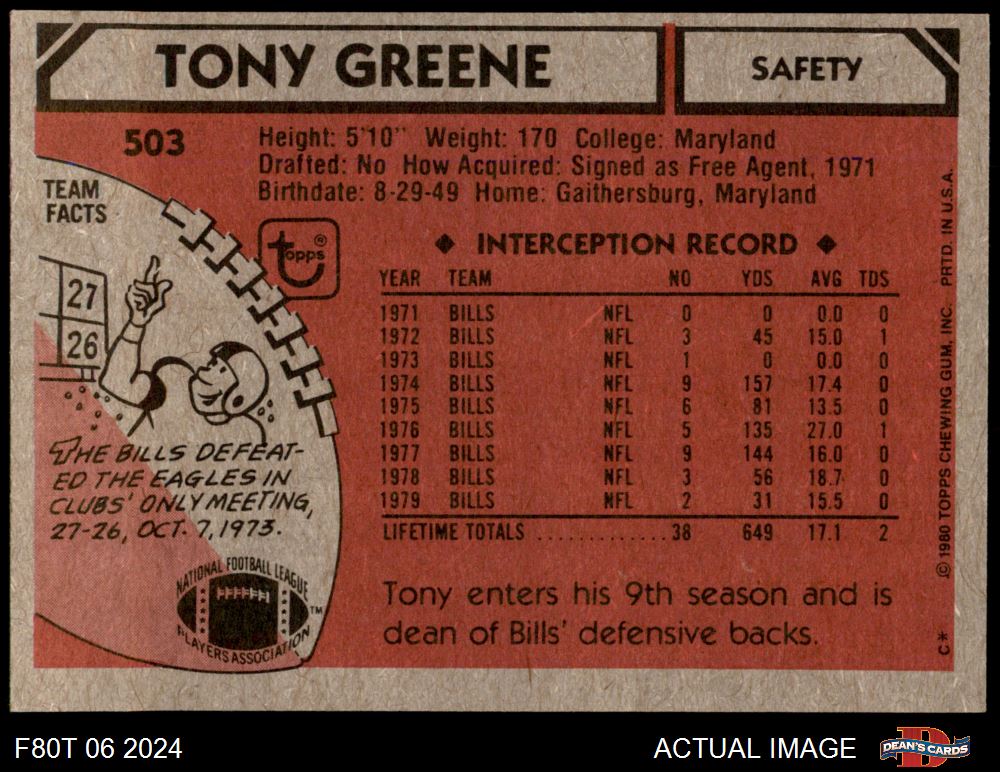 TONY GREENE
SAFETY
503
Height: 5'10" Weight: 170 College: Maryland
Drafted: No How Acquired: Signed as Free Agent, 1971
Birthdate: 8-29-49 Home: Gaithersburg, Maryland
TEAM
FACTS
27
26
THE BILLS DEFEAT-
ED THE EAGLES IN
CLUBS' ONLY MEETING,
27-26, OCT. 7, 1973.
topps®
◆ INTERCEPTION RECORD ◆
YEAR TEAM NO YDS AVG TDS
1971 BILLS NFL 0 0 0.0 0
1972 BILLS NFL 3 45 15.0 1
1973 BILLS NFL 1 0 0.0 0
1974 BILLS NFL 9 157 17.4 0
1975 BILLS NFL 6 81 13.5 0
1976 BILLS NFL 5 135 27.0 1
1977 BILLS NFL 9 144 16.0 0
1978 BILLS NFL 3 56 18.7 0
1979 BILLS NFL 2 31 15.5 0
LIFETIME TOTALS .............38 649 17.1 2
Tony enters his 9th season and is
dean of Bills' defensive backs.
NATIONAL FOOTBALL LEAGUE
PLAYERS ASSOCIATION
TM
© 1980 TOPPS CHEWING GUM, INC. PRTD. IN U.S.A.
C*
F80T 06 2024
ACTUAL IMAGE
D
DEAN'S CARDS